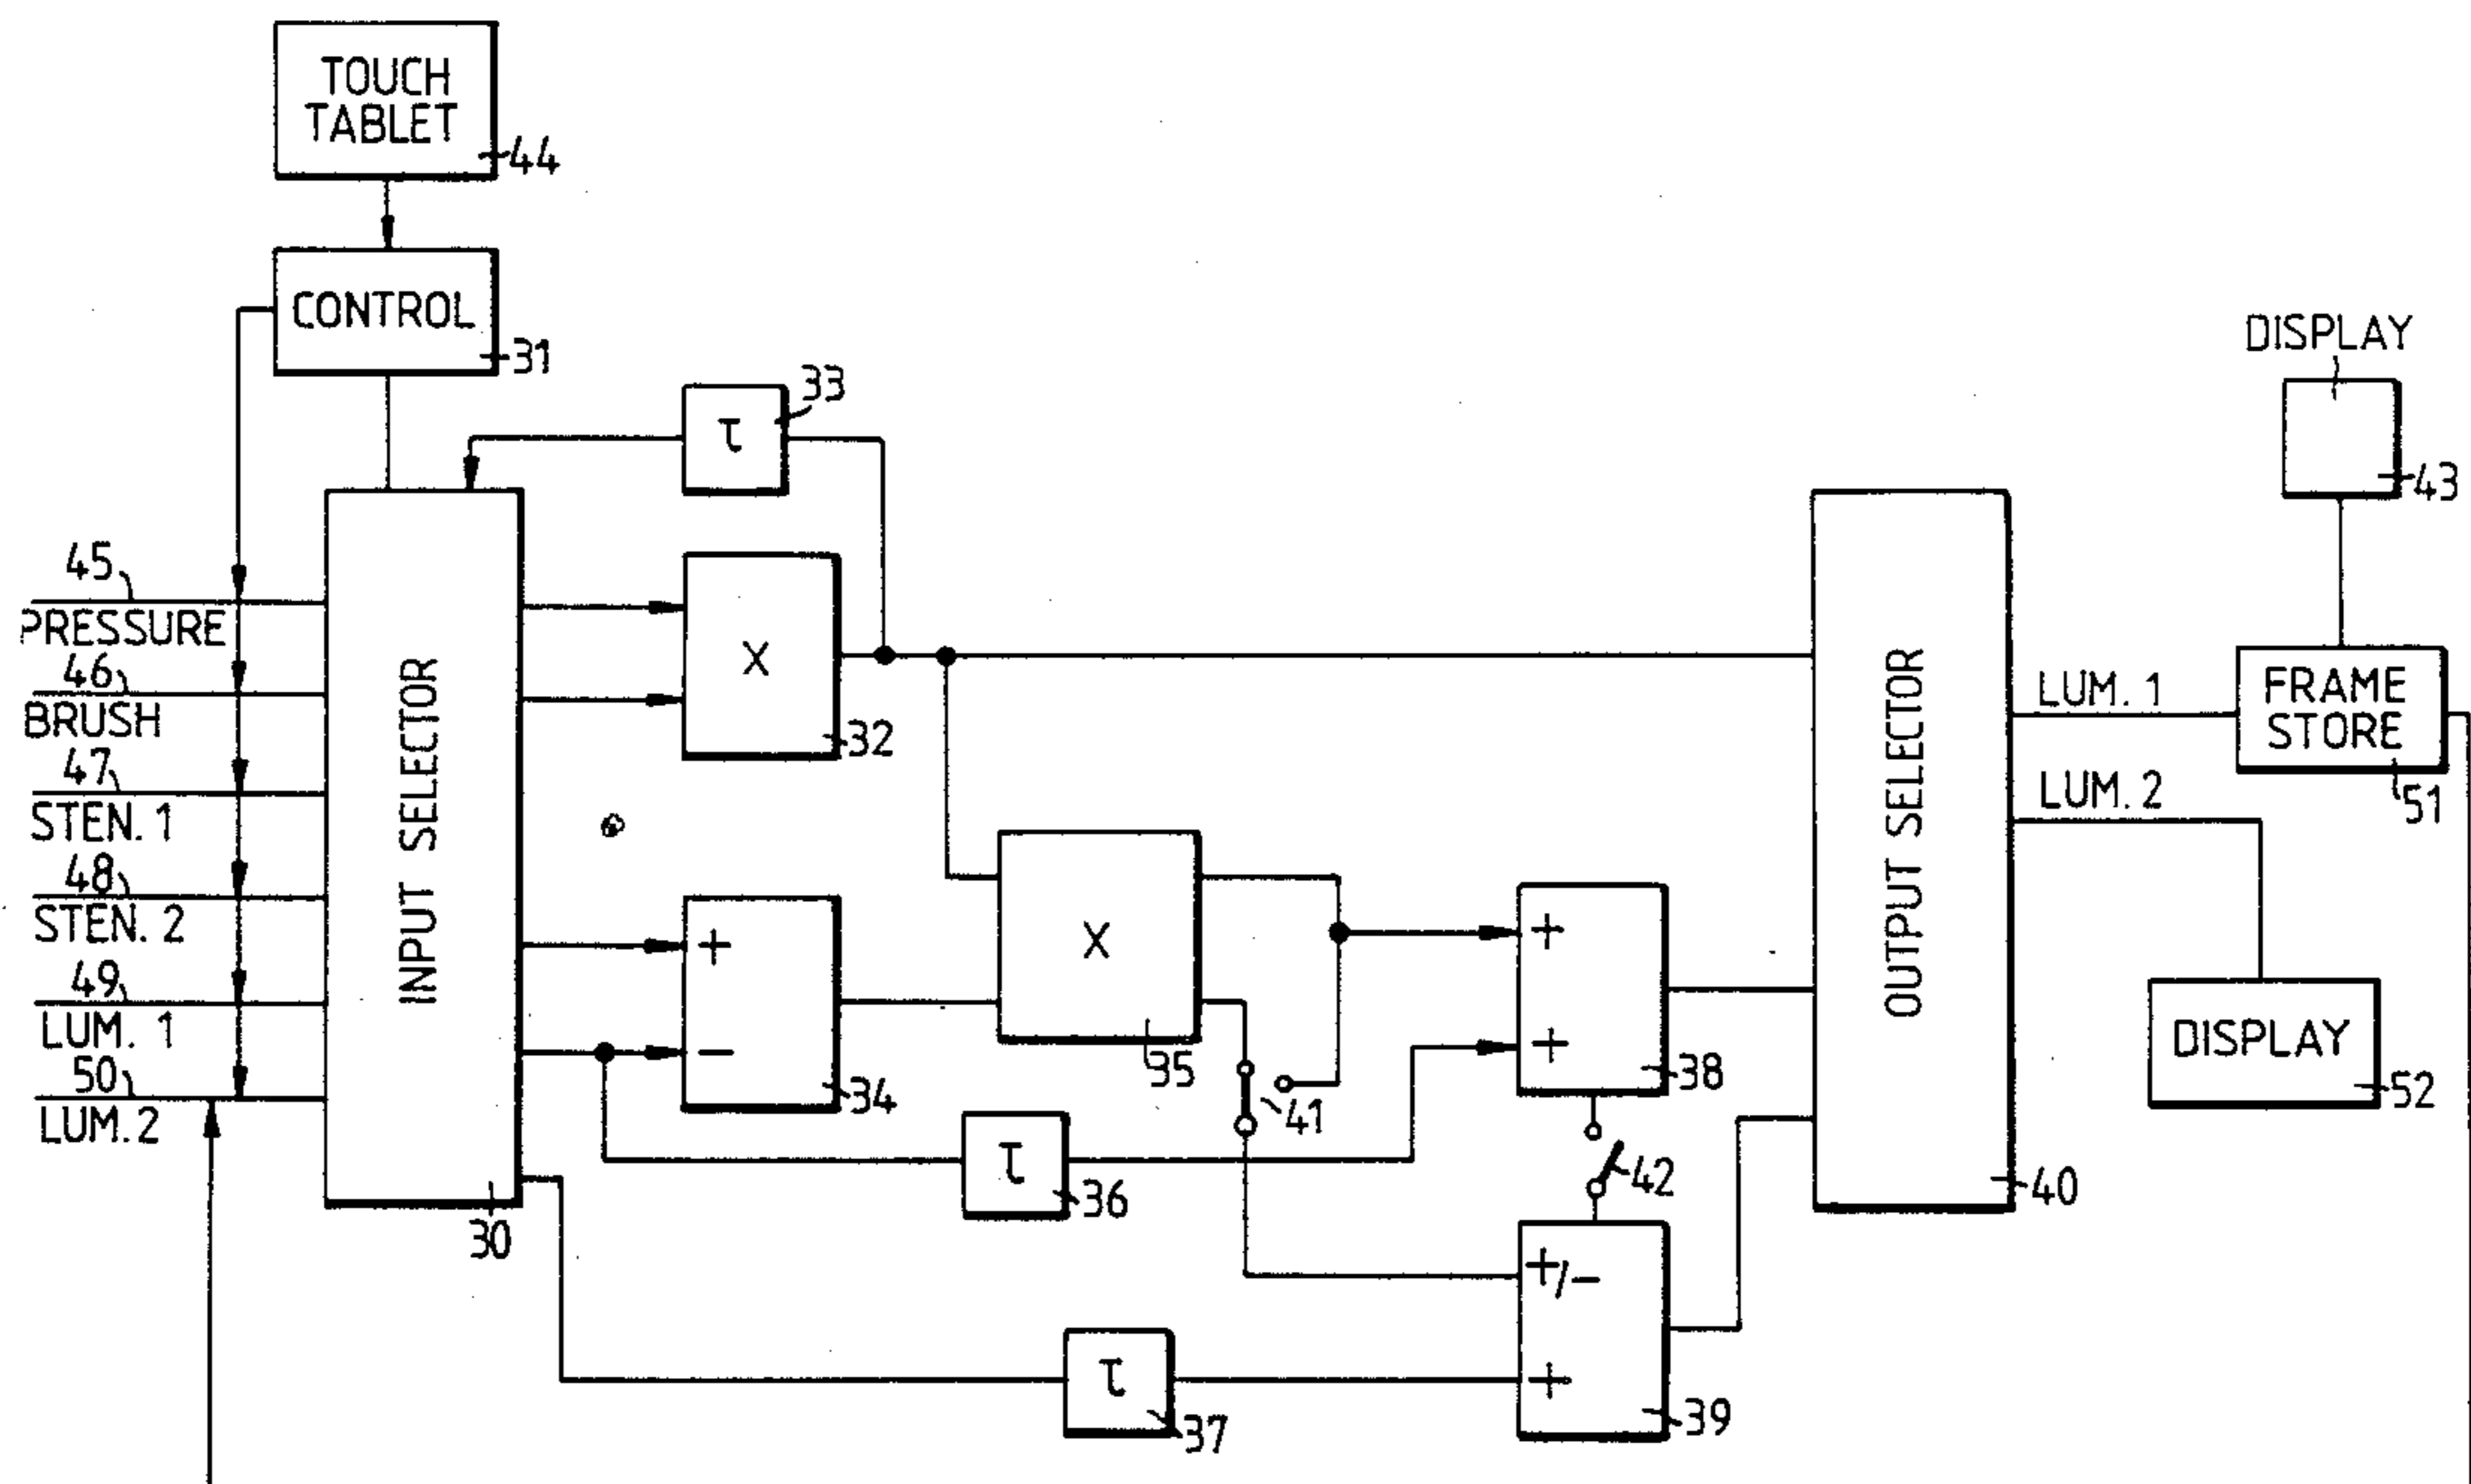 TOUCH
TABLET
44
CONTROL
31
τ
33
DISPLAY
43
45
PRESSURE
46
BRUSH
47
STEN. 1
48
STEN. 2
49
LUM. 1
50
LUM. 2
INPUT SELECTOR
30
X
32
+
−
34
X
35
τ
36
τ
37
+
+
38
41
42
+/−
+
39
OUTPUT SELECTOR
40
LUM. 1
LUM. 2
FRAME
STORE
51
DISPLAY
52